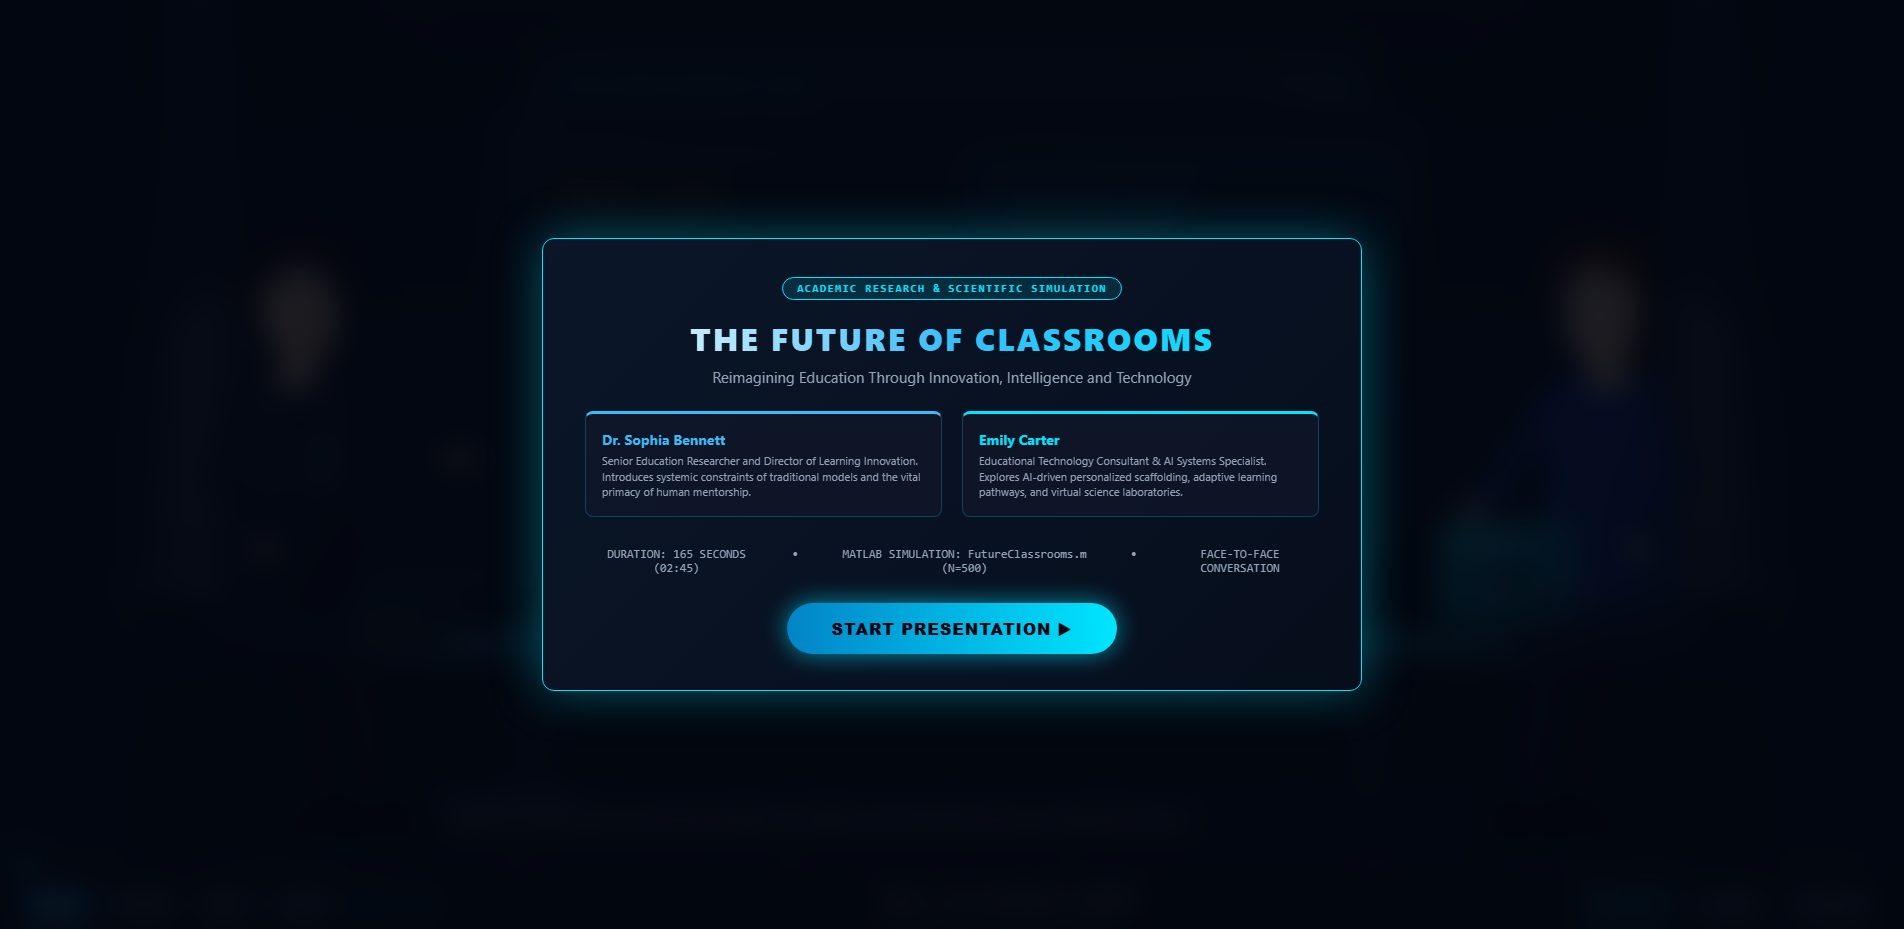 ACADEMIC RESEARCH & SCIENTIFIC SIMULATION
THE FUTURE OF CLASSROOMS
Reimagining Education Through Innovation, Intelligence and Technology
Dr. Sophia Bennett
Senior Education Researcher and Director of Learning Innovation.
Introduces systemic constraints of traditional models and the vital
primacy of human mentorship.
Emily Carter
Educational Technology Consultant & AI Systems Specialist.
Explores AI-driven personalized scaffolding, adaptive learning
pathways, and virtual science laboratories.
DURATION: 165 SECONDS
(02:45)
•
MATLAB SIMULATION: FutureClassrooms.m
(N=500)
•
FACE-TO-FACE
CONVERSATION
START PRESENTATION ▶